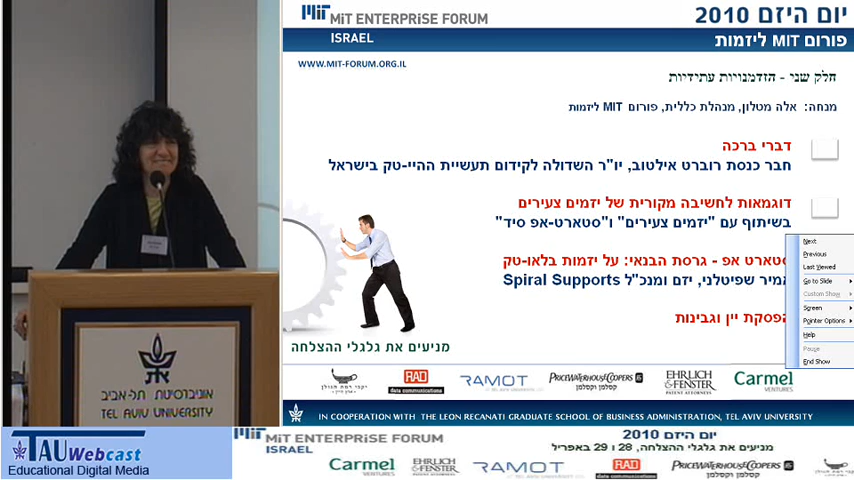 MiT ENTERPRiSE FORUM
ISRAEL
יום היזם 2010
פורום MIT ליזמות
WWW.MIT-FORUM.ORG.IL
חלק שני - הזדמנויות עתידיות
מנחה: אלה מטלון, מנהלת כללית, פורום MIT ליזמות
דברי ברכה
חבר כנסת רוברט אילטוב, יו"ר השדולה לקידום תעשיית ההיי-טק בישראל
דוגמאות לחשיבה מקורית של יזמים צעירים
בשיתוף עם "יזמים צעירים" ו"סטארט-אפ סיד"
סטארט אפ - גרסת הבנאי: על יזמות בלאו-טק
אמיר שפיטלני, יזם ומנכ"ל Spiral Supports
הפסקת יין וגבינות
Next
Previous
Last Viewed
Go to Slide
Custom Show
Screen
Pointer Options
Help
Pause
End Show
מניעים את גלגלי ההצלחה
יקבי רמת הגולן
RAD
data communications
RAMOT
PRICEWATERHOUSECOOPERS
קסלמן וקסלמן
EHRLICH
& FENSTER
PATENT ATTORNEYS
Carmel
VENTURES
IN COOPERATION WITH THE LEON RECANATI GRADUATE SCHOOL OF BUSINESS ADMINISTRATION, TEL AVIV UNIVERSITY
אוניברסיטת תל-אביב
TEL AVIV UNIVERSITY
TAU Webcast
Educational Digital Media
MiT ENTERPRiSE FORUM
ISRAEL
יום היזם 2010
מניעים את גלגלי ההצלחה, 28 ו 29 באפריל
Carmel
VENTURES
EHRLICH
& FENSTER
RAMOT
RAD
data communications
PRICEWATERHOUSECOOPERS
קסלמן וקסלמן